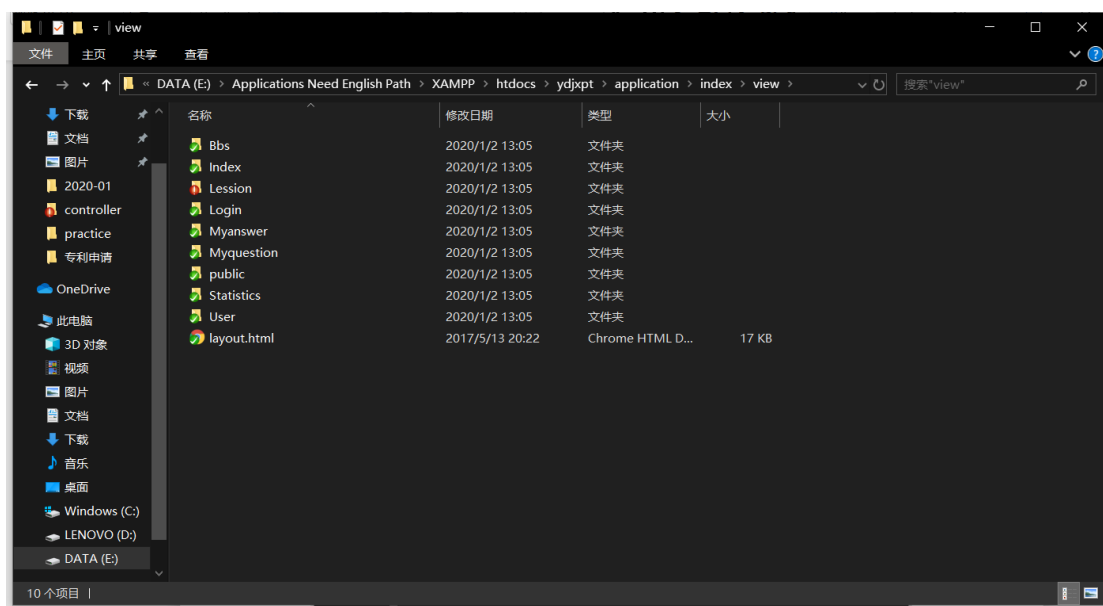 view
文件 主页 共享 查看
« DATA (E:) > Applications Need English Path > XAMPP > htdocs > ydjxpt > application > index > view >
搜索"view"
名称 修改日期 类型 大小
下载
文档
图片
2020-01
controller
practice
专利申请
OneDrive
此电脑
3D 对象
视频
图片
文档
下载
音乐
桌面
Windows (C:)
LENOVO (D:)
DATA (E:)
Bbs 2020/1/2 13:05 文件夹
Index 2020/1/2 13:05 文件夹
Lession 2020/1/2 13:05 文件夹
Login 2020/1/2 13:05 文件夹
Myanswer 2020/1/2 13:05 文件夹
Myquestion 2020/1/2 13:05 文件夹
public 2020/1/2 13:05 文件夹
Statistics 2020/1/2 13:05 文件夹
User 2020/1/2 13:05 文件夹
layout.html 2017/5/13 20:22 Chrome HTML D... 17 KB
10 个项目